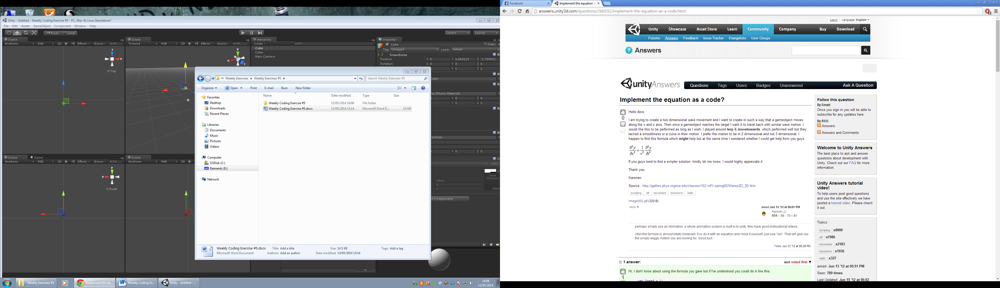 Unity - Untitled - Weekly Coding Exercise #5 - PC, Mac & Linux Standalone*
File Edit Assets GameObject Component Window Help
Pivot Local
Layers Layout
Scene
Wireframe RGB 2D Effects Gizmos All
z
x
Top
Scene
Textured RGB 2D Effects Gizmos All
y
x
z
Hierarchy
Create All
Cube
Cube
Main Camera
Inspector
Cube Static
Tag Untagged Layer Default
Transform
Position X 0 Y 6.469129 Z -2.709932
Rotation X 0 Y 0 Z 0
Y 1 Z 1
Cube
(Physic Material)
Y 0 Z 0
Y 1 Z 1
Formula
Y 0 Z 0
Edit...
None
(Texture)
Offset
0
0
Select
Component
Scene Game
Wireframe RGB 2D Effects Gizmos All
y
x
Front
Scene
Wireframe RGB 2D
Weekly Exercises Weekly Exercises #5
Search Weekly Exercises #5
Organize Open Print E-mail Burn New folder
Favorites
Desktop
Downloads
Recent Places
Libraries
Documents
Music
Pictures
Videos
Computer
OSDisk (C:)
Elements (E:)
Network
Name Date modified Type Size
Weekly Coding Exercise #5 13/05/2014 16:08 File folder
Weekly Coding Exercise #5.docx 13/05/2014 15:14 Microsoft Word D... 15 KB
Weekly Coding Exercise #5.docx Title: Add a title Size: 14.5 KB Tags: Add a tag
Microsoft Word Document Authors: Add an author Date modified: 13/05/2014 15:14
Weekly Exercises #5 Implement the eq... Weekly Coding Ex... Unity - Untitled - ...
16:08
13/05/2014
Facebook Implement the equation a
answers.unity3d.com/questions/266592/implement-the-equation-as-a-code.html
Log in Language: English
Unity Showcase Asset Store Learn Community Company Buy Download
Forums Answers Feedback Issue Tracker Evangelists User Groups
? Answers
unityAnswers Questions Tags Users Badges Unanswered Ask A Question
Implement the equation as a code?
0
Hello devs,
I am trying to create a two dimensional wave movement and I want to create in such a way that a gameobject moves
along the x and z axis. Then once a gameobject reaches the target I want it to travel back with similar wave motion. I
would like this to be performed as long as I wish. I played around lerp & movetowards, which performed well but they
lacked a smoothness or a curve in their motion. I prefer the motion to be in 2 dimensional and not 3 dimensional. I
happen to find this formula which might help but at the same time I wondered whether I could get help from you guys.
∂²y/∂x² = 1/v² ∂²y/∂t²
If you guys tend to find a simpler solution, kindly let me know. I would highly appreciate it.
Thank you,
Karsnen.
Source : http://galileo.phys.virginia.edu/classes/152.mf1i.spring02/Waves2D_3D.htm
scripting c# movement transform math
image002.gif (320 B)
more ▼
asked Jun 13 '12 at 05:51 PM
Karsnen_2
854 58 73 81
perhaps simply use an Animation. a whole animation system is built in to unity. they have good instructional videos.
i thin the formula is almost totally irrelevant. If yo do it with an equation and move it yourself, just use "sin". That will give you
the simply wiggly motion you are looking for. Good luck
Fattie Jun 13 '12 at 06:29 PM
1 answer: sort voted first ▼
1
Hi, I don't know about using the formula you gave but if I've understood you could do it like this:
var Speed = 1;
Follow this question
By Email:
Once you sign in you will be able to
subscribe for any updates here
By RSS:
Answers
Answers and Comments
Welcome to Unity Answers
The best place to ask and answer
questions about development with
Unity. Check out our FAQ for more
information.
Unity Answers tutorial
video!
To help users post good questions
and use the site effectively we have
posted a tutorial video. Please check
it out.
Topics:
scripting x8000
c# x7986
movement x2183
transform x1936
math x327
asked: Jun 13 '12 at 05:51 PM
Seen: 789 times
Last Updated: Jun 15 '12 at 06:02